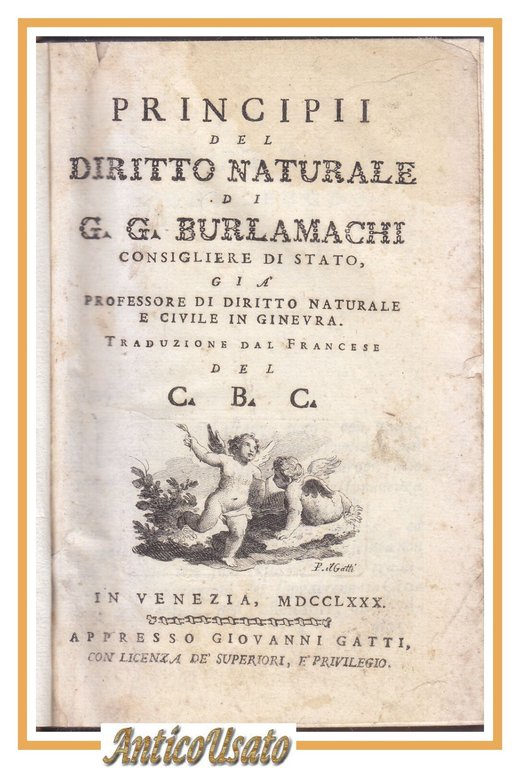 PRINCIPII
DEL
DIRITTO NATURALE
DI
G. G. BURLAMACHI
CONSIGLIERE DI STATO,
GIA'
PROFESSORE DI DIRITTO NATURALE
E CIVILE IN GINEVRA.
TRADUZIONE DAL FRANCESE
DEL
C. B. C.
P. el Gatti
IN VENEZIA, MDCCLXXX.
APPRESSO GIOVANNI GATTI,
CON LICENZA DE' SUPERIORI, E PRIVILEGIO.
AnticoUsato